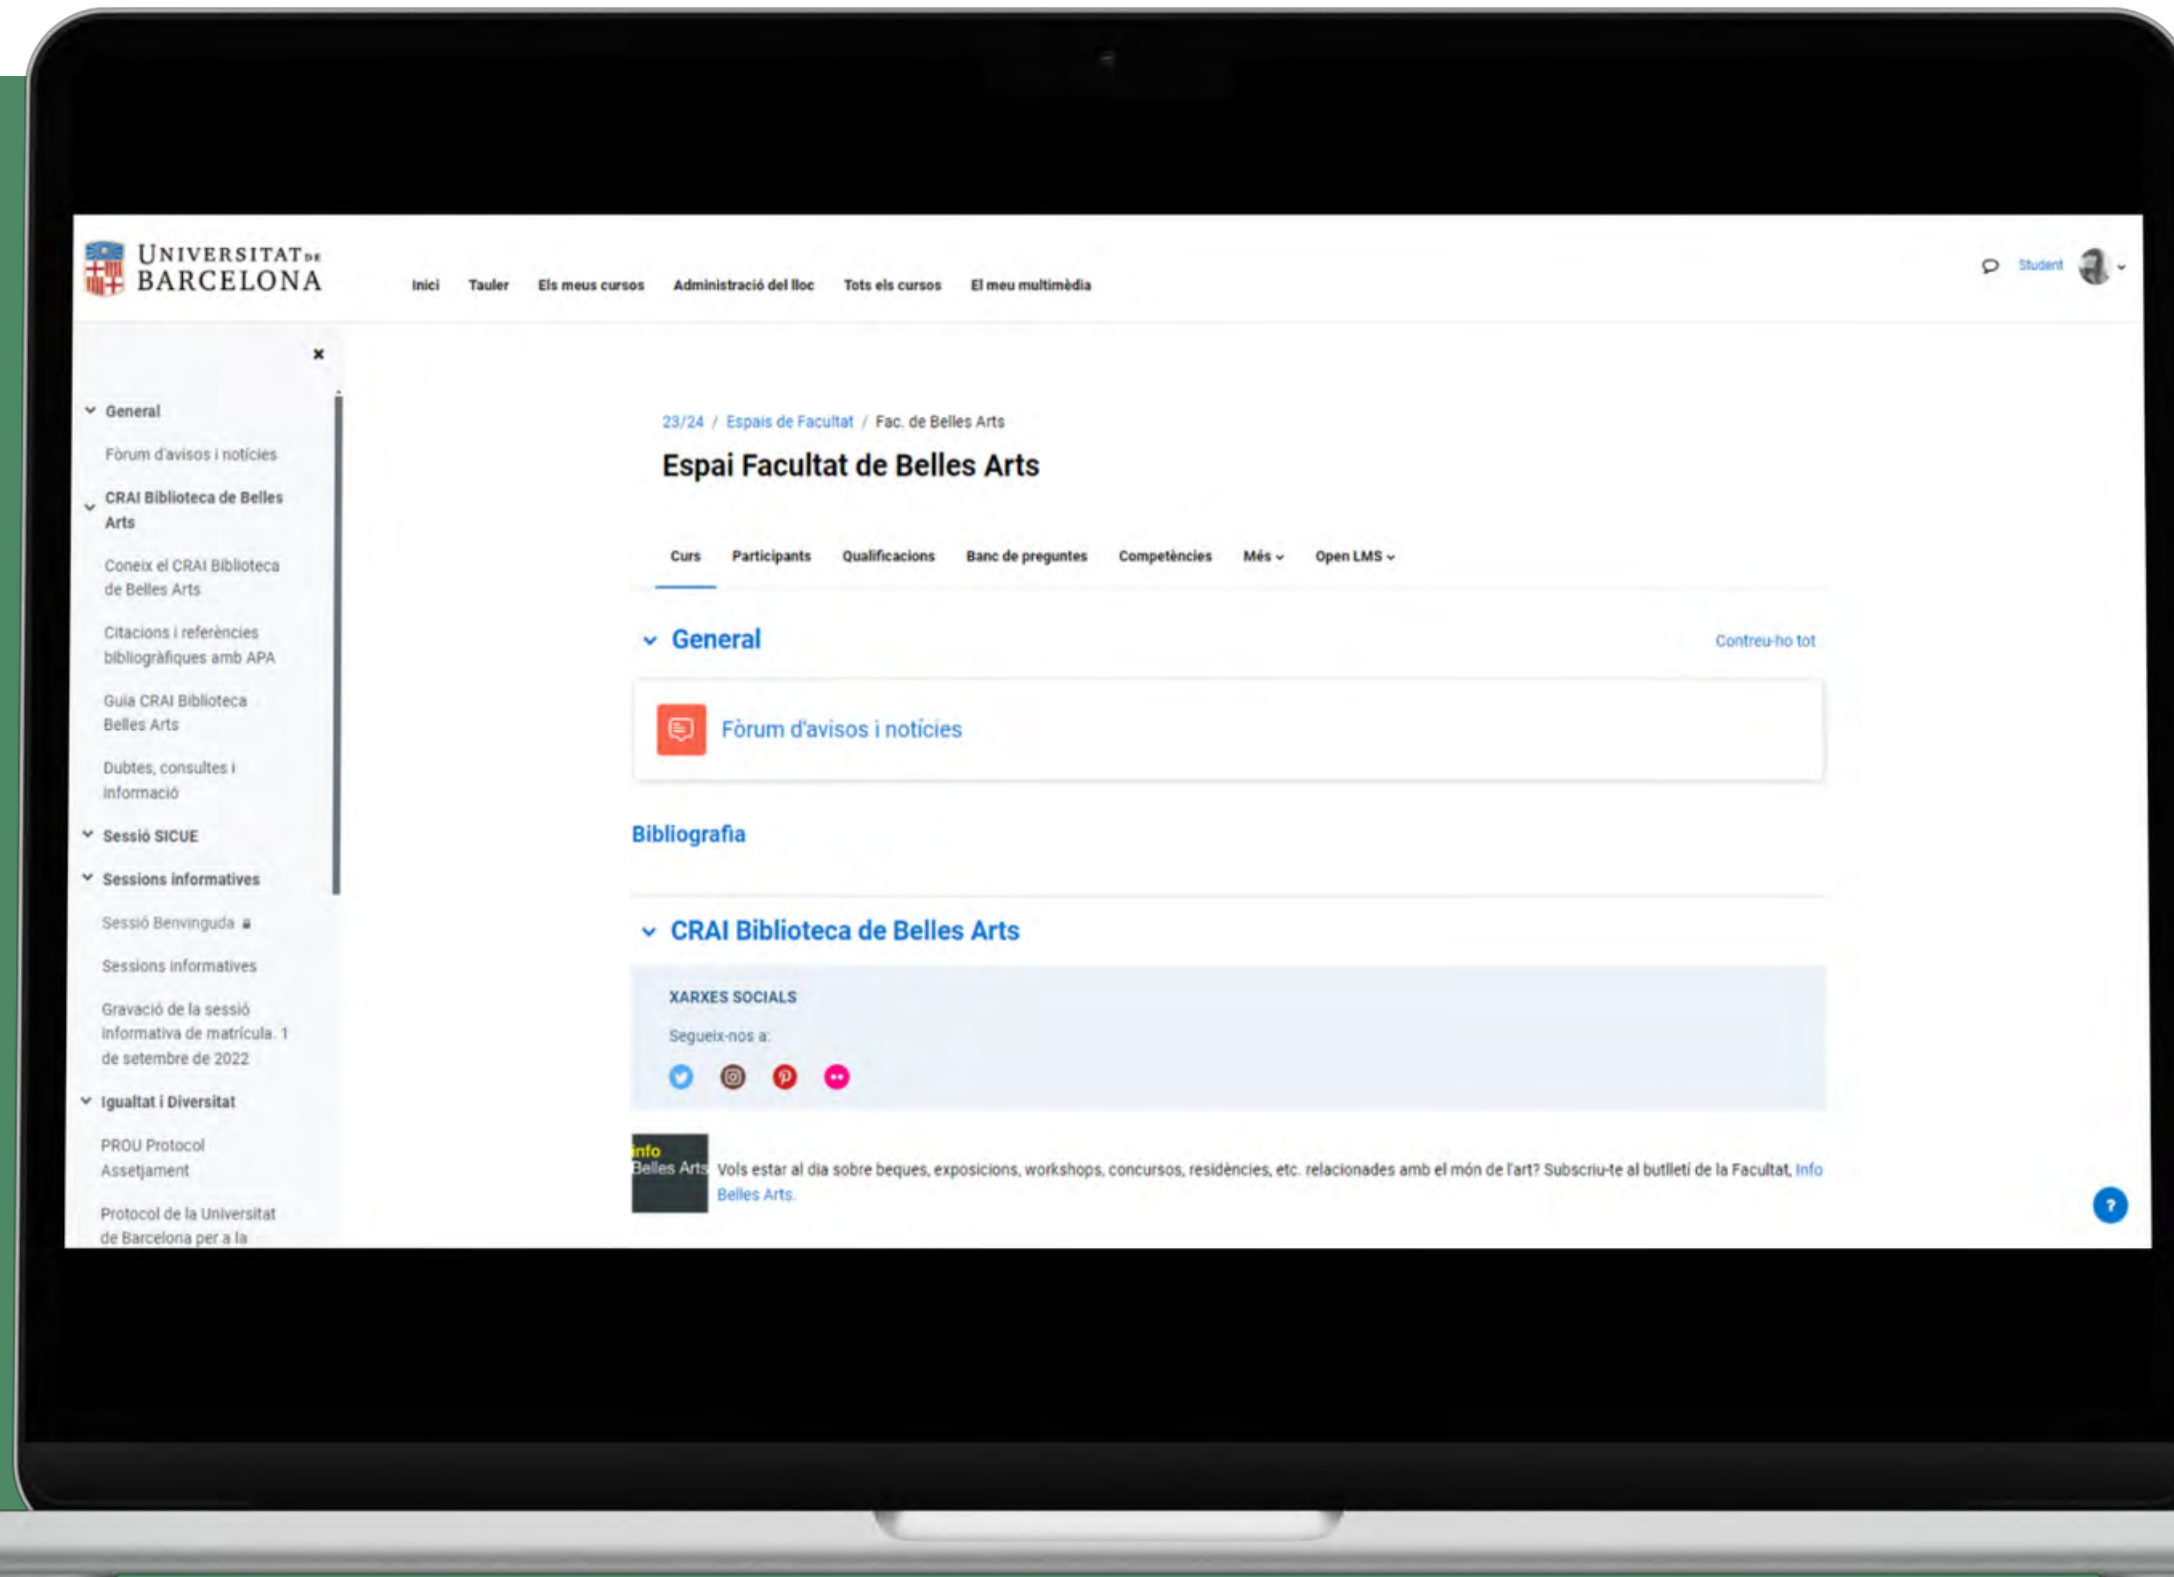 UNIVERSITAT DE
BARCELONA
Inici Tauler Els meus cursos Administració del lloc Tots els cursos El meu multimèdia
Student
General
Fòrum d'avisos i notícies
CRAI Biblioteca de Belles
Arts
Coneix el CRAI Biblioteca
de Belles Arts
Citacions i referències
bibliogràfiques amb APA
Guia CRAI Biblioteca
Belles Arts
Dubtes, consultes i
informació
Sessió SICUE
Sessions informatives
Sessió Benvinguda
Sessions informatives
Gravació de la sessió
informativa de matrícula. 1
de setembre de 2022
Igualtat i Diversitat
PROU Protocol
Assetjament
Protocol de la Universitat
de Barcelona per a la
23/24 / Espais de Facultat / Fac. de Belles Arts
Espai Facultat de Belles Arts
Curs Participants Qualificacions Banc de preguntes Competències Més Open LMS
General Contreu-ho tot
Fòrum d'avisos i notícies
Bibliografia
CRAI Biblioteca de Belles Arts
XARXES SOCIALS
Segueix-nos a:
info
Belles Arts
Vols estar al dia sobre beques, exposicions, workshops, concursos, residències, etc. relacionades amb el món de l'art? Subscriu-te al butlletí de la Facultat, Info
Belles Arts.
?